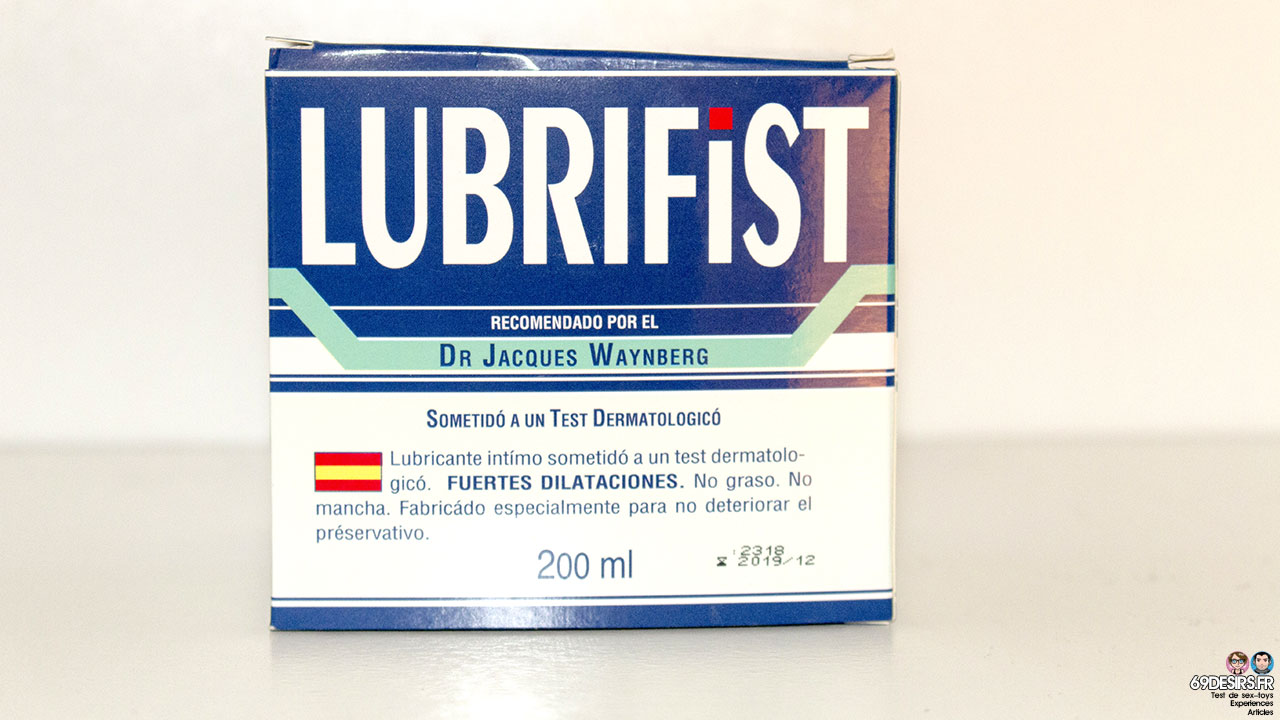 LUBRIFiST
RECOMENDADO POR EL
DR JACQUES WAYNBERG
SOMETIDÓ A UN TEST DERMATOLOGICÓ
Lubricante intímo sometidó a un test dermatolo-
gicó. FUERTES DILATACIONES. No graso. No
mancha. Fabricádo especialmente para no deteriorar el
préservativo.
200 ml
2318
2019/12
69DESIRS.FR
Test de sex-toys
Experiences
Articles